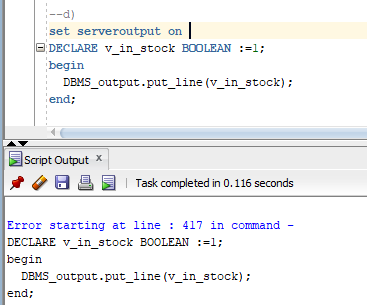 --d)
set serveroutput on
DECLARE v_in_stock BOOLEAN :=1;
begin
  DBMS_output.put_line(v_in_stock);
end;
Script Output x
Task completed in 0.116 seconds
Error starting at line : 417 in command -
DECLARE v_in_stock BOOLEAN :=1;
begin
  DBMS_output.put_line(v_in_stock);
end;